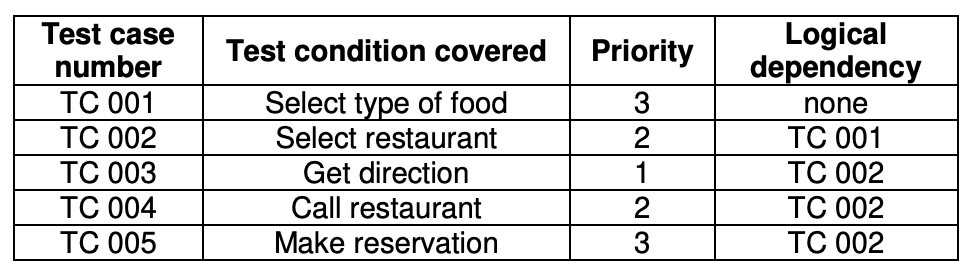 Test case number Test condition covered Priority Logical dependency
TC 001 Select type of food 3 none
TC 002 Select restaurant 2 TC 001
TC 003 Get direction 1 TC 002
TC 004 Call restaurant 2 TC 002
TC 005 Make reservation 3 TC 002